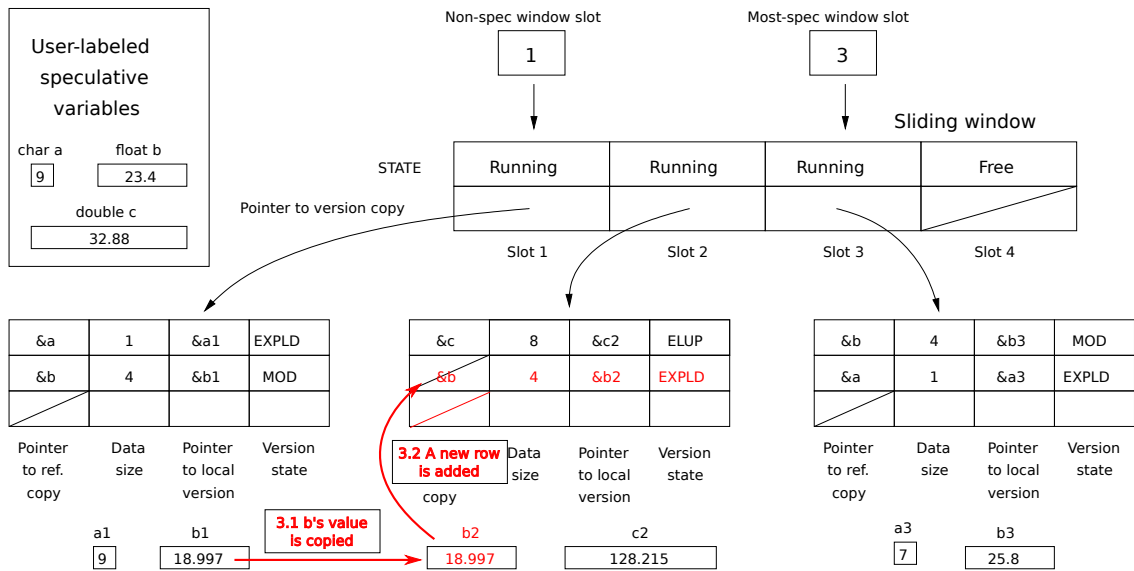 Non-spec window slot
Most-spec window slot
1
3
User-labeled
speculative
variables
char a
float b
9
23.4
double c
32.88
Sliding window
STATE
Running
Running
Running
Free
Pointer to version copy
Slot 1
Slot 2
Slot 3
Slot 4
&a
1
&a1
EXPLD
&b
4
&b1
MOD
Pointer
to ref.
copy
Data
size
Pointer
to local
version
Version
state
&c
8
&c2
ELUP
&b
4
&b2
EXPLD
3.2 A new row
is added
copy
Data
size
Pointer
to local
version
Version
state
&b
4
&b3
MOD
&a
1
&a3
EXPLD
Pointer
to ref.
copy
Data
size
Pointer
to local
version
Version
state
a1
9
b1
18.997
3.1 b's value
is copied
b2
18.997
c2
128.215
a3
7
b3
25.8